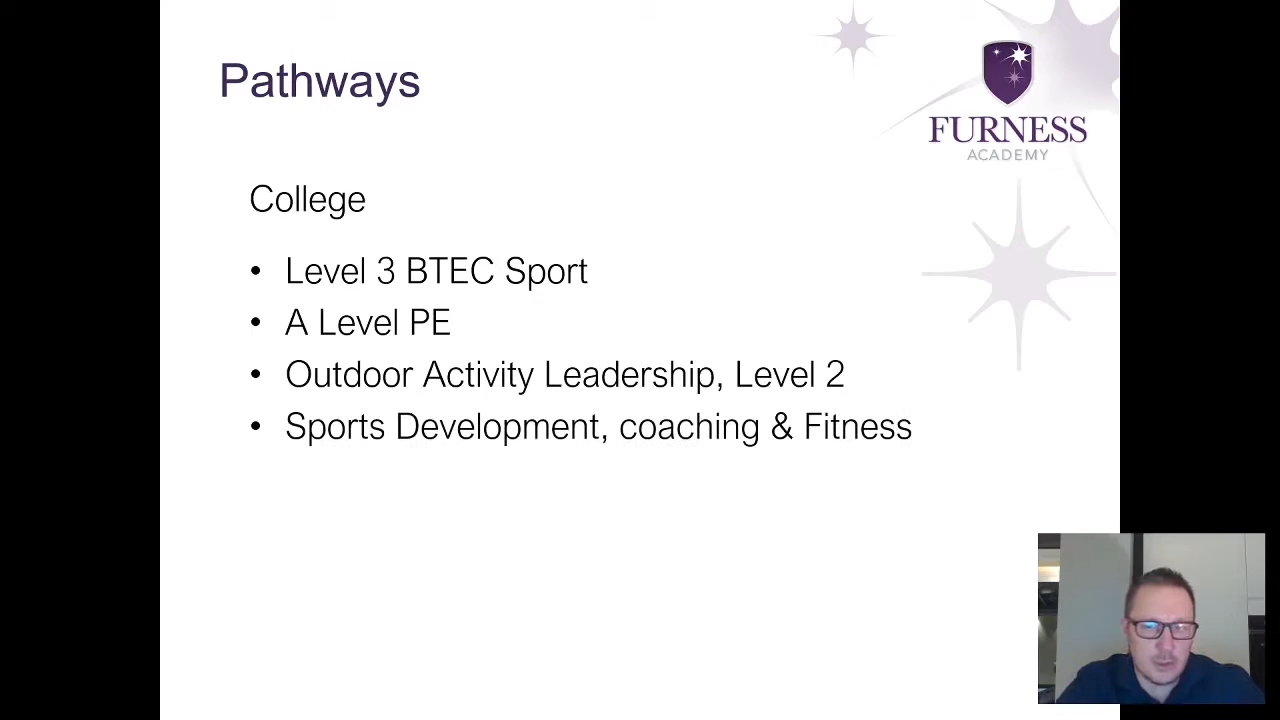 Pathways
FURNESS
ACADEMY
College
• Level 3 BTEC Sport
• A Level PE
• Outdoor Activity Leadership, Level 2
• Sports Development, coaching & Fitness